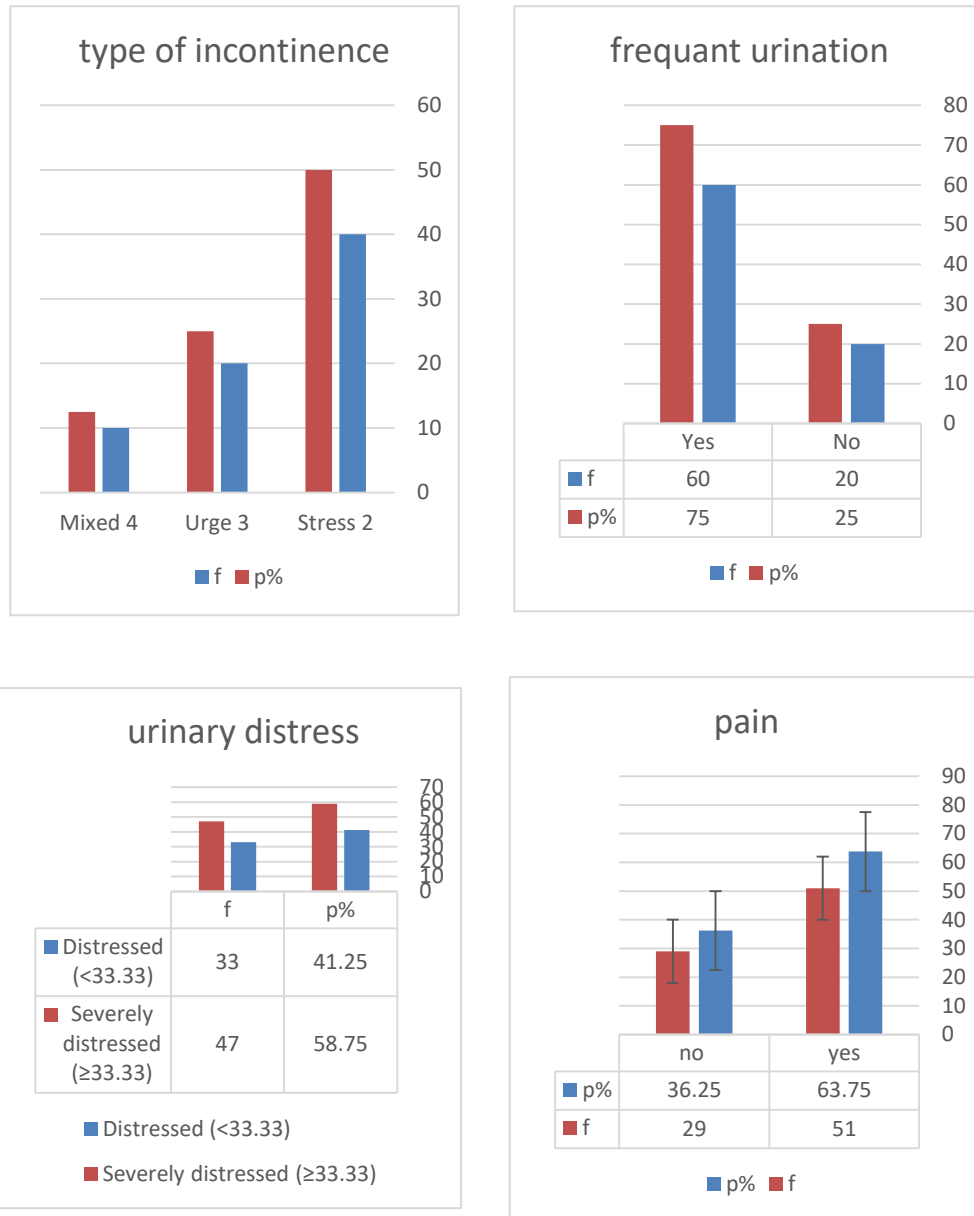 type of incontinence
60
50
40
30
20
10
0
Mixed 4 Urge 3 Stress 2
f p%
frequant urination
80
70
60
50
40
30
20
10
0
Yes No
f 60 20
p% 75 25
f p%
urinary distress
70
60
50
40
30
20
10
0
f p%
Distressed
(<33.33) 33 41.25
Severely
distressed 47 58.75
(≥33.33)
Distressed (<33.33)
Severely distressed (≥33.33)
pain
90
80
70
60
50
40
30
20
10
0
no yes
p% 36.25 63.75
f 29 51
p% f